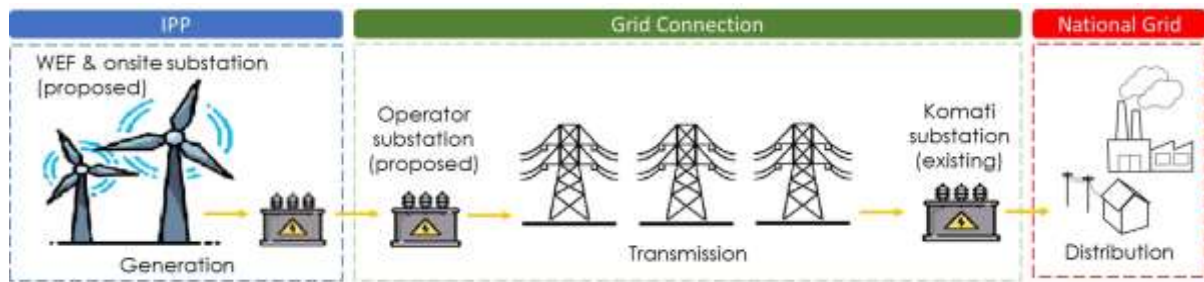 IPP
Grid Connection
National Grid
WEF & onsite substation
(proposed)
Generation
Operator
substation
(proposed)
Transmission
Komati
substation
(existing)
Distribution